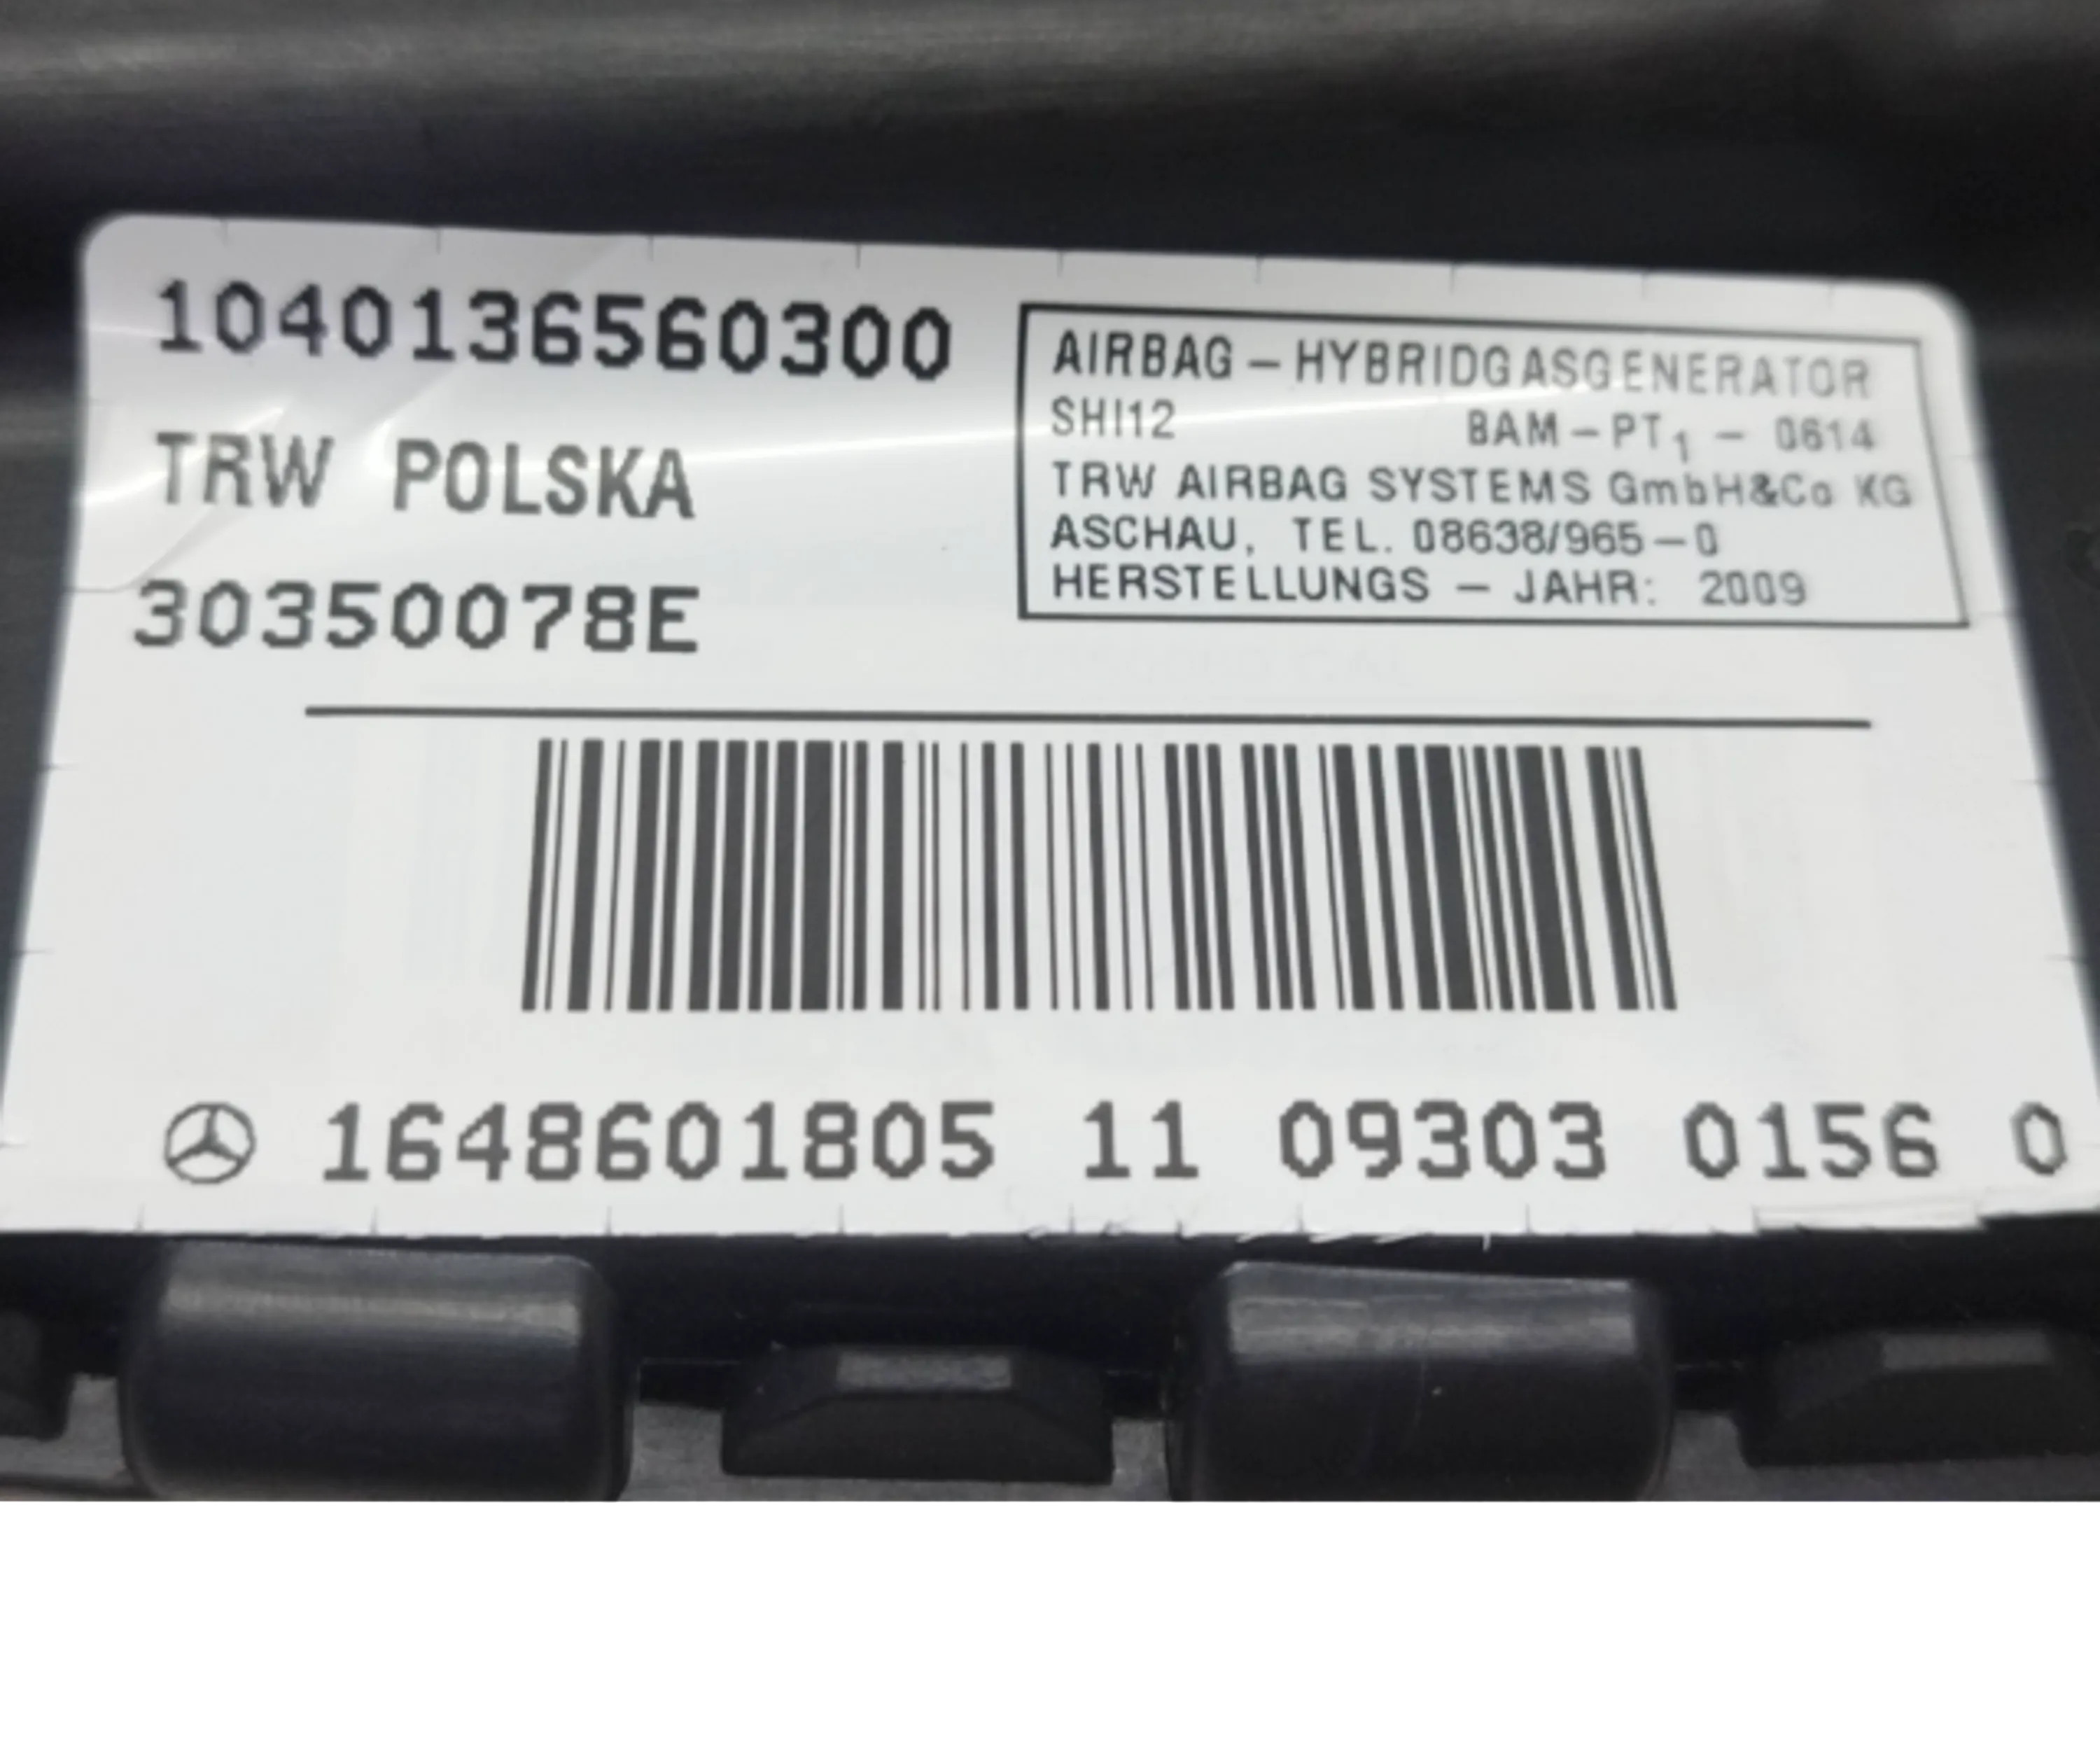 1040136560300
TRW POLSKA
30350078E
AIRBAG – HYBRIDGASGENERATOR
SHI12 BAM – PT1 – 0614
TRW AIRBAG SYSTEMS GmbH&Co KG
ASCHAU, TEL. 08638/965 – 0
HERSTELLUNGS – JAHR: 2009
1648601805 11 09303 0156 0